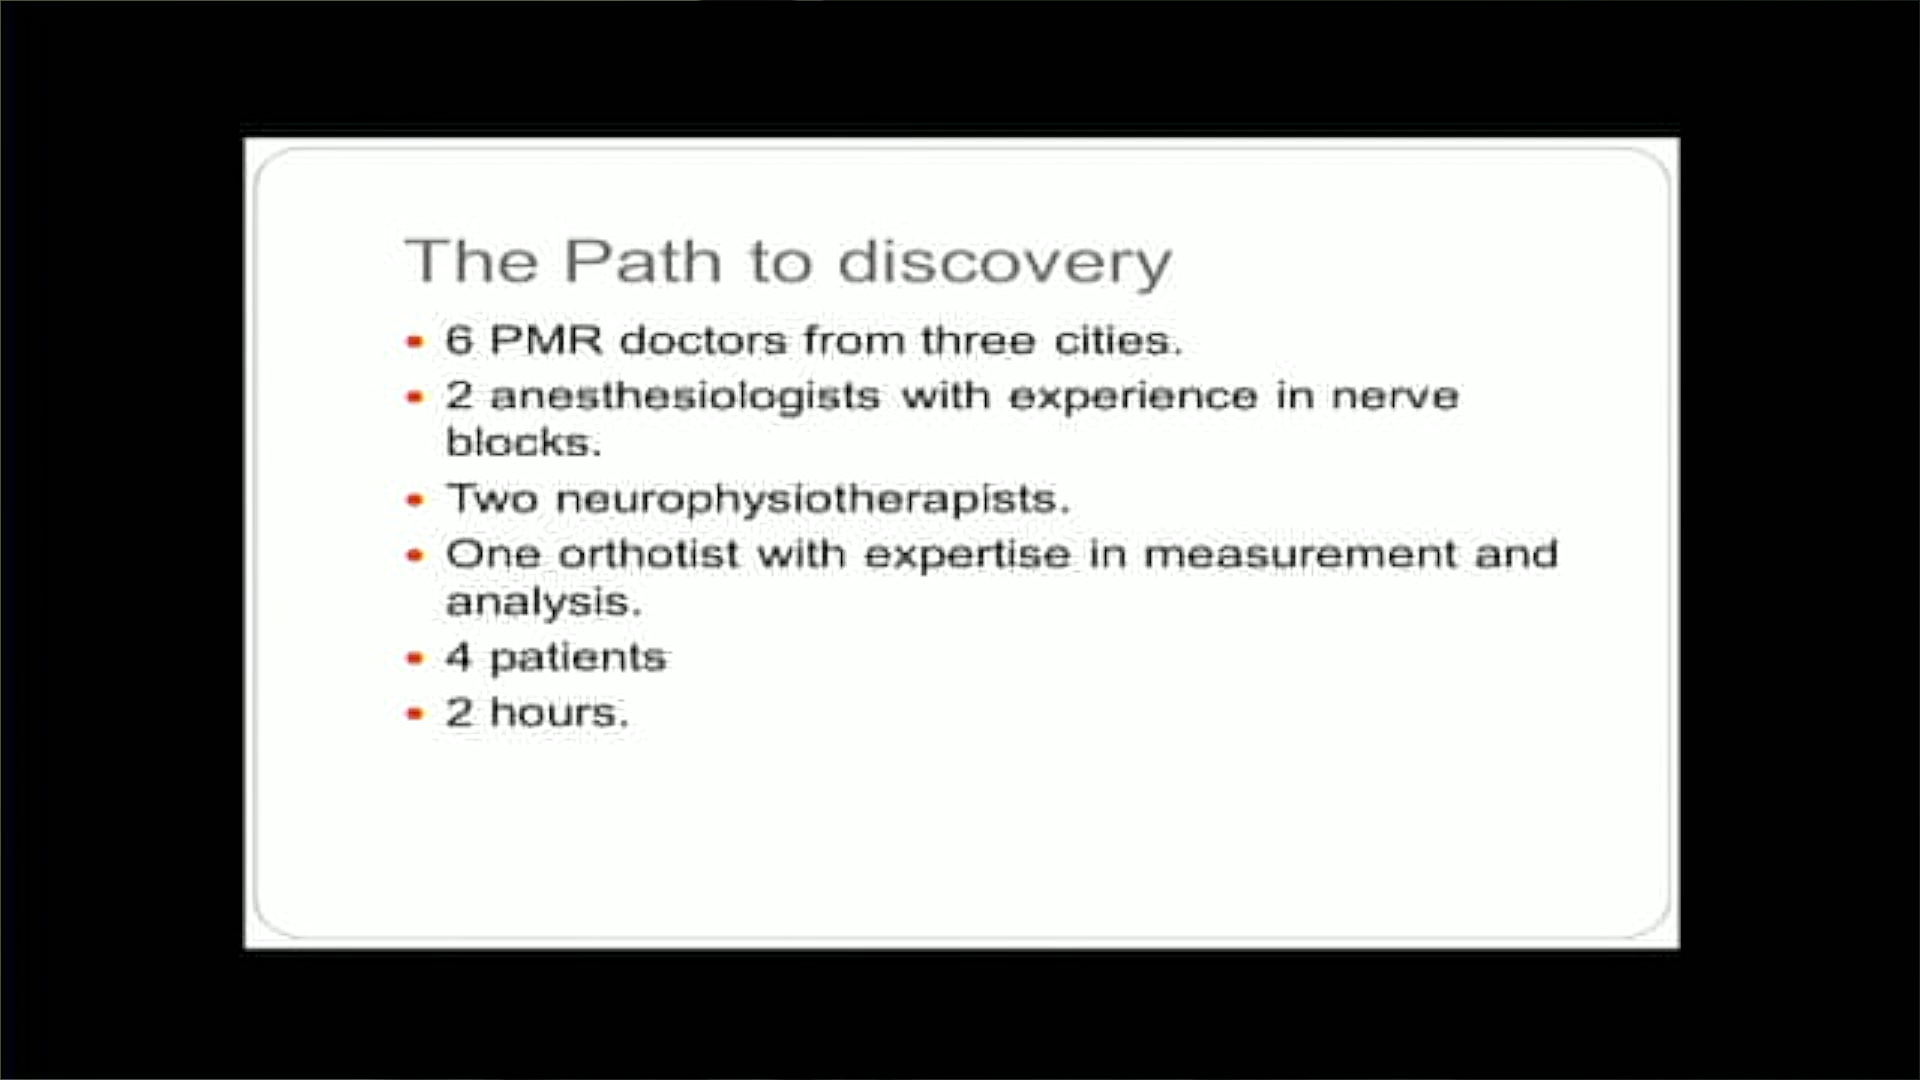 The Path to discovery
• 6 PMR doctors from three cities.
• 2 anesthesiologists with experience in nerve
blocks.
• Two neurophysiotherapists.
• One orthotist with expertise in measurement and
analysis.
• 4 patients
• 2 hours.